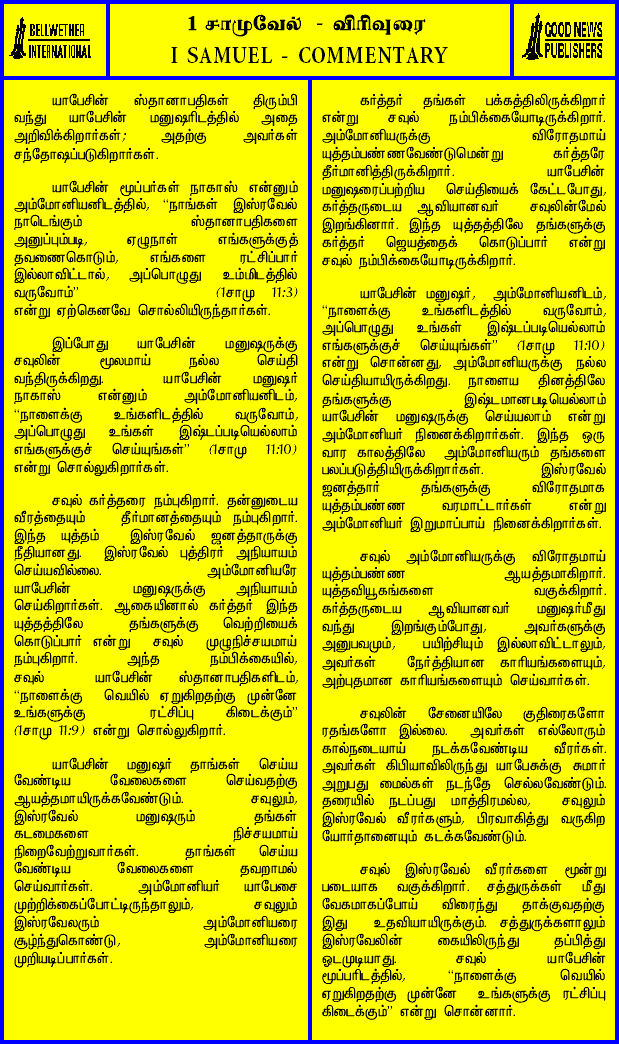 BELLWETHER
INTERNATIONAL
1 சாமுவேல் - விரிவுரை
I SAMUEL - COMMENTARY
GOOD NEWS
PUBLISHERS
யாபேசின் ஸ்தானாபதிகள் திரும்பி
வந்து யாபேசின் மனுஷரிடத்தில் அதை
அறிவிக்கிறார்கள்; அதற்கு அவர்கள்
சந்தோஷப்படுகிறார்கள்.
யாபேசின் மூப்பர்கள் நாகாஸ் என்னும்
அம்மோனியனிடத்தில், “நாங்கள் இஸ்ரவேல்
நாடெங்கும் ஸ்தானாபதிகளை
அனுப்பும்படி, ஏழுநாள் எங்களுக்குத்
தவணைகொடும், எங்களை ரட்சிப்பார்
இல்லாவிட்டால், அப்பொழுது உம்மிடத்தில்
வருவோம்” (1சாமு 11:3)
என்று ஏற்கெனவே சொல்லியிருந்தார்கள்.
இப்போது யாபேசின் மனுஷருக்கு
சவுலின் மூலமாய் நல்ல செய்தி
வந்திருக்கிறது. யாபேசின் மனுஷர்
நாகாஸ் என்னும் அம்மோனியனிடம்,
“நாளைக்கு உங்களிடத்தில் வருவோம்,
அப்பொழுது உங்கள் இஷ்டப்படியெல்லாம்
எங்களுக்குச் செய்யுங்கள்” (1சாமு 11:10)
என்று சொல்லுகிறார்கள்.
சவுல் கர்த்தரை நம்புகிறார். தன்னுடைய
வீரத்தையும் தீர்மானத்தையும் நம்புகிறார்.
இந்த யுத்தம் இஸ்ரவேல் ஜனத்தாருக்கு
நீதியானது. இஸ்ரவேல் புத்திரர் அநியாயம்
செய்யவில்லை. அம்மோனியரே
யாபேசின் மனுஷருக்கு அநியாயம்
செய்கிறார்கள். ஆகையினால் கர்த்தர் இந்த
யுத்தத்திலே தங்களுக்கு வெற்றியைக்
கொடுப்பார் என்று சவுல் முழுநிச்சயமாய்
நம்புகிறார். அந்த நம்பிக்கையில்,
சவுல் யாபேசின் ஸ்தானாபதிகளிடம்,
“நாளைக்கு வெயில் ஏறுகிறதற்கு முன்னே
உங்களுக்கு ரட்சிப்பு கிடைக்கும்”
(1சாமு 11:9) என்று சொல்லுகிறார்.
யாபேசின் மனுஷர் தாங்கள் செய்ய
வேண்டிய வேலைகளை செய்வதற்கு
ஆயத்தமாயிருக்கவேண்டும். சவுலும்,
இஸ்ரவேல் மனுஷரும் தங்கள்
கடமைகளை நிச்சயமாய்
நிறைவேற்றுவார்கள். தாங்கள் செய்ய
வேண்டிய வேலைகளை தவறாமல்
செய்வார்கள். அம்மோனியர் யாபேசை
முற்றிக்கைப்போட்டிருந்தாலும், சவுலும்
இஸ்ரவேலரும் அம்மோனியரை
சூழ்ந்துகொண்டு, அம்மோனியரை
முறியடிப்பார்கள்.
கர்த்தர் தங்கள் பக்கத்திலிருக்கிறார்
என்று சவுல் நம்பிக்கையோடிருக்கிறார்.
அம்மோனியருக்கு விரோதமாய்
யுத்தம்பண்ணவேண்டுமென்று கர்த்தரே
தீர்மானித்திருக்கிறார். யாபேசின்
மனுஷரைப்பற்றிய செய்தியைக் கேட்டபோது,
கர்த்தருடைய ஆவியானவர் சவுலின்மேல்
இறங்கினார். இந்த யுத்தத்திலே தங்களுக்கு
கர்த்தர் ஜெயத்தைக் கொடுப்பார் என்று
சவுல் நம்பிக்கையோடிருக்கிறார்.
யாபேசின் மனுஷர், அம்மோனியனிடம்,
“நாளைக்கு உங்களிடத்தில் வருவோம்,
அப்பொழுது உங்கள் இஷ்டப்படியெல்லாம்
எங்களுக்குச் செய்யுங்கள்” (1சாமு 11:10)
என்று சொன்னது, அம்மோனியருக்கு நல்ல
செய்தியாயிருக்கிறது. நாளைய தினத்திலே
தங்களுக்கு இஷ்டமானபடியெல்லாம்
யாபேசின் மனுஷருக்கு செய்யலாம் என்று
அம்மோனியர் நினைக்கிறார்கள். இந்த ஒரு
வார காலத்திலே அம்மோனியரும் தங்களை
பலப்படுத்தியிருக்கிறார்கள். இஸ்ரவேல்
ஜனத்தார் தங்களுக்கு விரோதமாக
யுத்தம்பண்ண வரமாட்டார்கள் என்று
அம்மோனியர் இறுமாப்பாய் நினைக்கிறார்கள்.
சவுல் அம்மோனியருக்கு விரோதமாய்
யுத்தம்பண்ண ஆயத்தமாகிறார்.
யுத்தவியூகங்களை வகுக்கிறார்.
கர்த்தருடைய ஆவியானவர் மனுஷர்மீது
வந்து இறங்கும்போது, அவர்களுக்கு
அனுபவமும், பயிற்சியும் இல்லாவிட்டாலும்,
அவர்கள் நேர்த்தியான காரியங்களையும்,
அற்புதமான காரியங்களையும் செய்வார்கள்.
சவுலின் சேனையிலே குதிரைகளோ
ரதங்களோ இல்லை. அவர்கள் எல்லோரும்
கால்நடையாய் நடக்கவேண்டிய வீரர்கள்.
அவர்கள் கிபியாவிலிருந்து யாபேசுக்கு சுமார்
அறுபது மைல்கள் நடந்தே செல்லவேண்டும்.
தரையில் நடப்பது மாத்திரமல்ல, சவுலும்
இஸ்ரவேல் வீரர்களும், பிரவாகித்து வருகிற
யோர்தானையும் கடக்கவேண்டும்.
சவுல் இஸ்ரவேல் வீரர்களை மூன்று
படையாக வகுக்கிறார். சத்துருக்கள் மீது
வேகமாகப்போய் விரைந்து தாக்குவதற்கு
இது உதவியாயிருக்கும். சத்துருக்களாலும்
இஸ்ரவேலின் கையிலிருந்து தப்பித்து
ஓடமுடியாது. சவுல் யாபேசின்
மூப்பரிடத்தில், “நாளைக்கு வெயில்
ஏறுகிறதற்கு முன்னே உங்களுக்கு ரட்சிப்பு
கிடைக்கும்” என்று சொன்னார்.